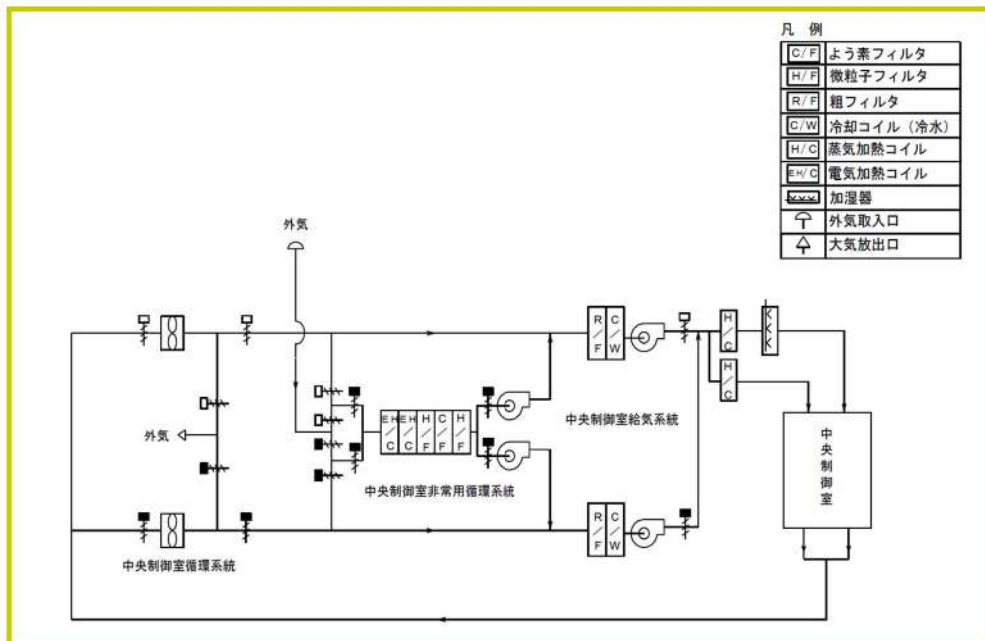 凡 例
C/F よう素フィルタ
H/F 微粒子フィルタ
R/F 粗フィルタ
C/W 冷却コイル（冷水）
H/C 蒸気加熱コイル
EH/C 電気加熱コイル
加湿器
外気取入口
大気放出口
外気
R/F C/W
H/C
H/C
中央制御室給気系統
外気
EH/C EH/C H/F C/F H/F
中央制御室
中央制御室非常用循環系統
R/F C/W
中央制御室循環系統